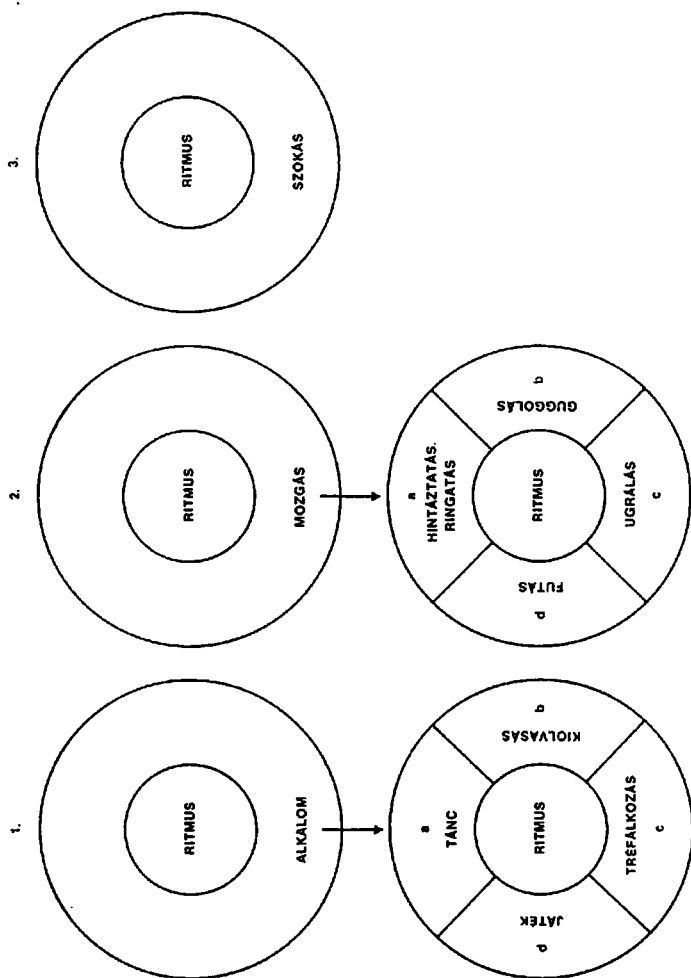 1.
RITMUS
ALKALOM
a
TÁNC
b
KIOLVASÁS
RITMUS
TRÉFÁLKOZÁS
c
JÁTÉK
d
2.
RITMUS
MOZGÁS
a
HINTÁZTATÁS.
RINGATÁS
b
GUGGOLÁS
RITMUS
UGRÁLÁS
c
FUTÁS
d
3.
RITMUS
SZOKÁS